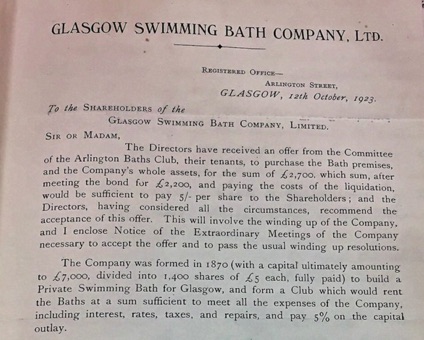 GLASGOW SWIMMING BATH COMPANY, LTD.
REGISTERED OFFICE—
ARLINGTON STREET,
GLASGOW, 12th October, 1923.
To the SHAREHOLDERS of the
GLASGOW SWIMMING BATH COMPANY, LIMITED.
SIR OR MADAM,
The Directors have received an offer from the Committee
of the Arlington Baths Club, their tenants, to purchase the Bath premises,
and the Company's whole assets, for the sum of £2,700, which sum, after
meeting the bond for £2,200, and paying the costs of the liquidation,
would be sufficient to pay 5/- per share to the Shareholders; and the
Directors, having considered all the circumstances, recommend the
acceptance of this offer. This will involve the winding up of the Company,
and I enclose Notice of the Extraordinary Meetings of the Company
necessary to accept the offer and to pass the usual winding up resolutions.
The Company was formed in 1870 (with a capital ultimately amounting
to £7,000, divided into 1,400 shares of £5 each, fully paid) to build a
Private Swimming Bath for Glasgow, and form a Club which would rent
the Baths at a sum sufficient to meet all the expenses of the Company,
including interest, rates, taxes, and repairs, and pay 5% on the capital
outlay.